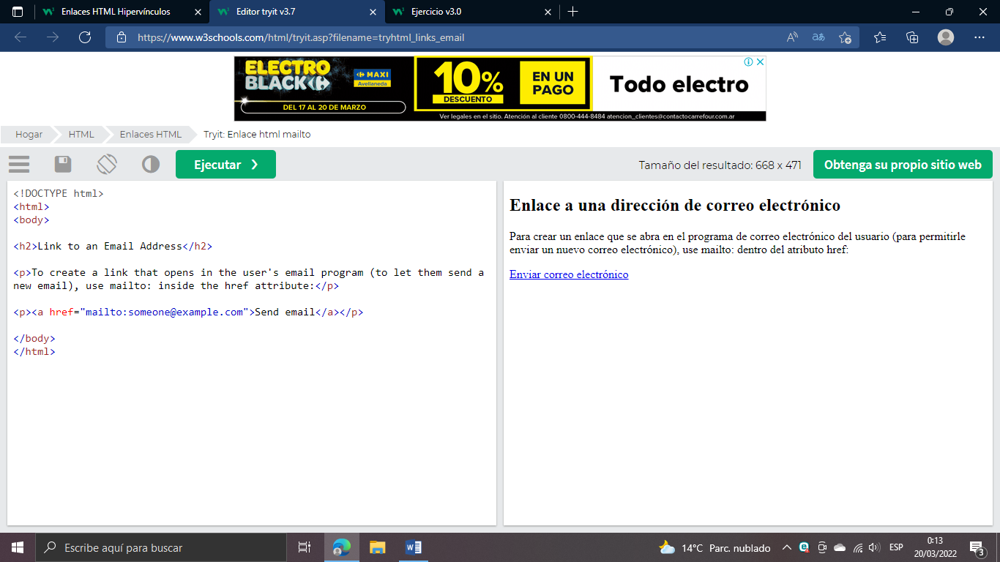 Enlaces HTML Hipervínculos
Editor tryit v3.7
Ejercicio v3.0
https://www.w3schools.com/html/tryit.asp?filename=tryhtml_links_email
ELECTRO
BLACK
MAXI
Avellaneda
DEL 17 AL 20 DE MARZO
10%
DESCUENTO
EN UN
PAGO
Todo electro
Ver legales en el sitio. Atención al cliente 0800-444-8484 atencion_clientes@contactocarrefour.com.ar
Hogar
HTML
Enlaces HTML
Tryit: Enlace html mailto
Ejecutar ❯
Tamaño del resultado: 668 x 471
Obtenga su propio sitio web
<!DOCTYPE html>
<html>
<body>
<h2>Link to an Email Address</h2>
<p>To create a link that opens in the user's email program (to let them send a
new email), use mailto: inside the href attribute:</p>
<p><a href="mailto:someone@example.com">Send email</a></p>
</body>
</html>
Enlace a una dirección de correo electrónico
Para crear un enlace que se abra en el programa de correo electrónico del usuario (para permitirle
enviar un nuevo correo electrónico), use mailto: dentro del atributo href:
Enviar correo electrónico
Escribe aquí para buscar
14°C Parc. nublado
ESP
0:13
20/03/2022
3